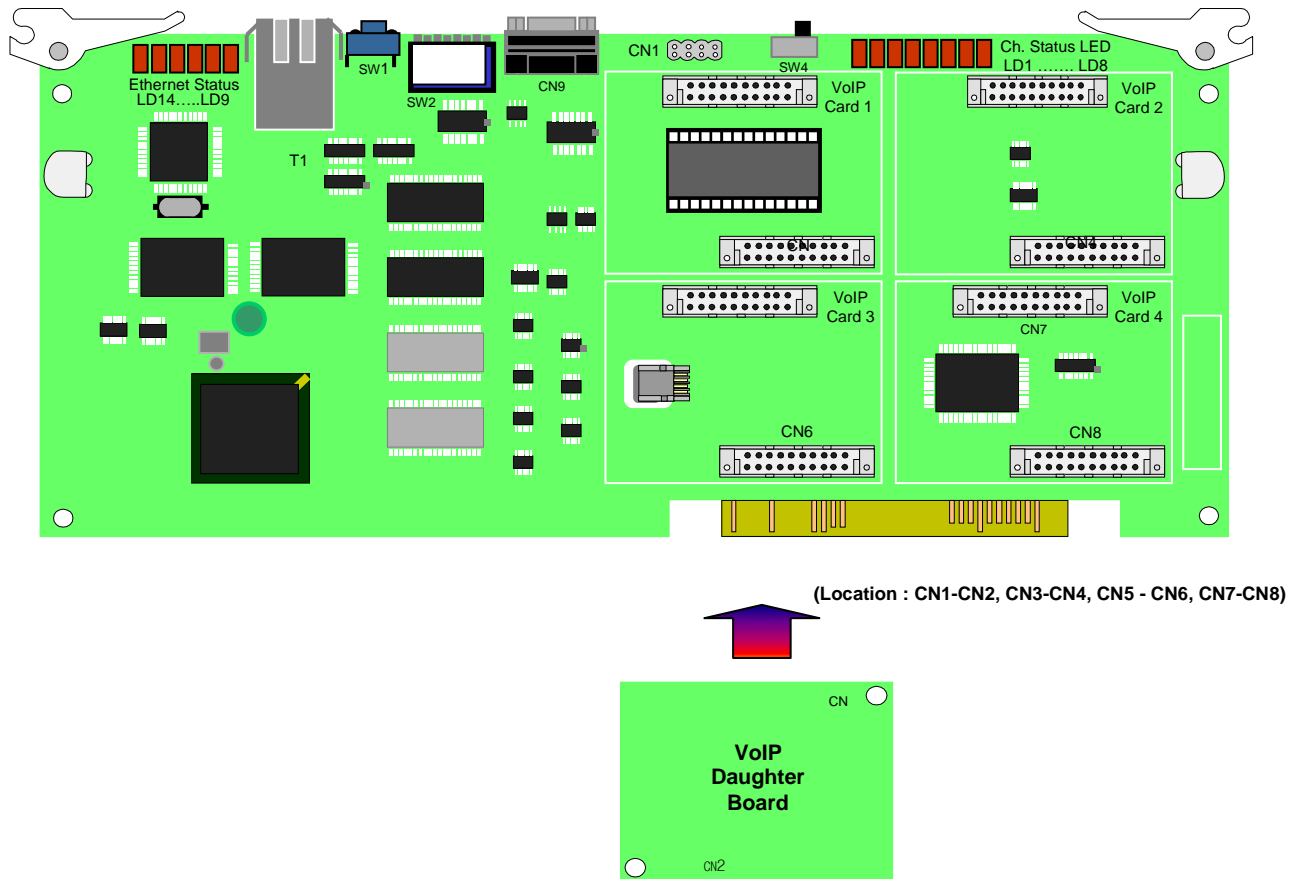 CN1
Ch. Status LED
LD1 ....... LD8
SW4
SW1
Ethernet Status
LD14…..LD9
SW2
CN9
VoIP
Card 1
VoIP
Card 2
T1
CN
CN4
VoIP
Card 3
VoIP
Card 4
CN7
CN6
CN8
(Location : CN1-CN2, CN3-CN4, CN5 - CN6, CN7-CN8)
CN
VoIP
Daughter
Board
CN2